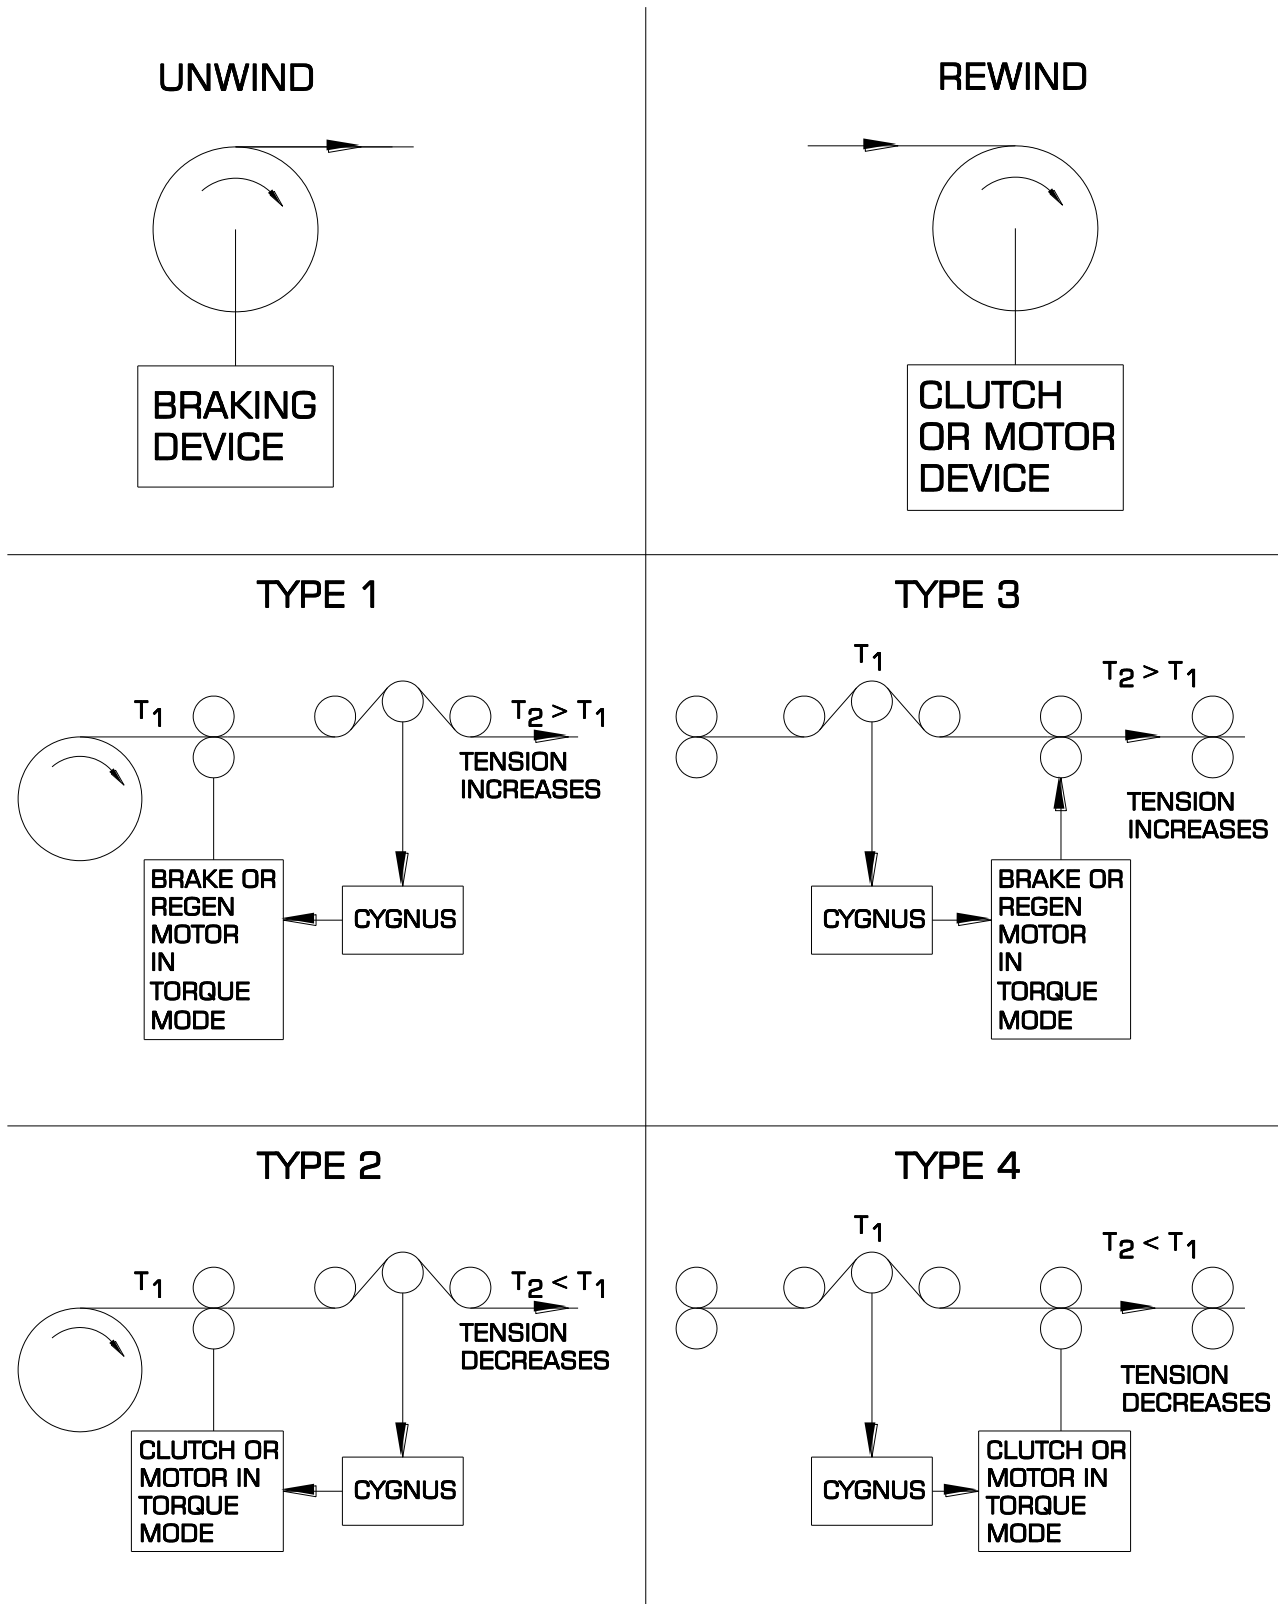 UNWIND
BRAKING
DEVICE
REWIND
CLUTCH
OR MOTOR
DEVICE
TYPE 1
T1
T2 > T1
TENSION
INCREASES
BRAKE OR
REGEN
MOTOR
IN
TORQUE
MODE
CYGNUS
TYPE 3
T1
T2 > T1
TENSION
INCREASES
CYGNUS
BRAKE OR
REGEN
MOTOR
IN
TORQUE
MODE
TYPE 2
T1
T2 < T1
TENSION
DECREASES
CLUTCH OR
MOTOR IN
TORQUE
MODE
CYGNUS
TYPE 4
T1
T2 < T1
TENSION
DECREASES
CYGNUS
CLUTCH OR
MOTOR IN
TORQUE
MODE